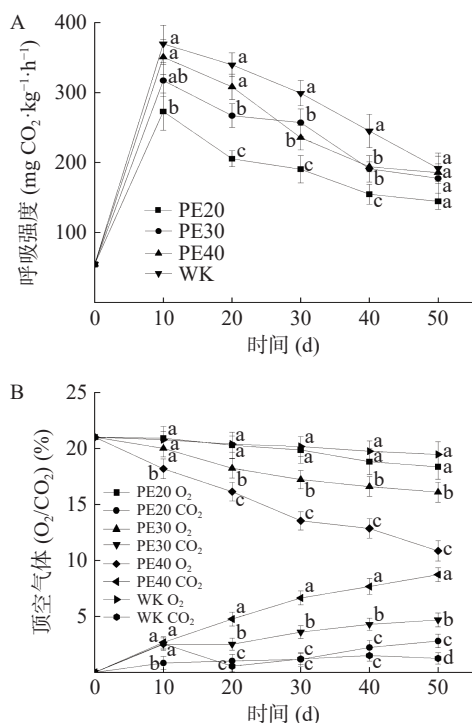 A
400
a
a
a
ab
300
a
b
b
a
b
200
c
c
b
b
c
a
a
a
a
100
呼吸强度 (mg CO₂·kg⁻¹·h⁻¹)
PE20
PE30
PE40
WK
0 10 20 30 40 50
时间 (d)
B
25
20
15
10
5
顶空气体 (O₂/CO₂) (%)
a a a a a
a a a a a
a b b b b
b c c c c
PE20 O₂
PE20 CO₂
PE30 O₂
PE30 CO₂
PE40 O₂
PE40 CO₂
WK O₂
WK CO₂
a a a a a
a b b b b
b c c c c
a c c c d
0 10 20 30 40 50
时间 (d)